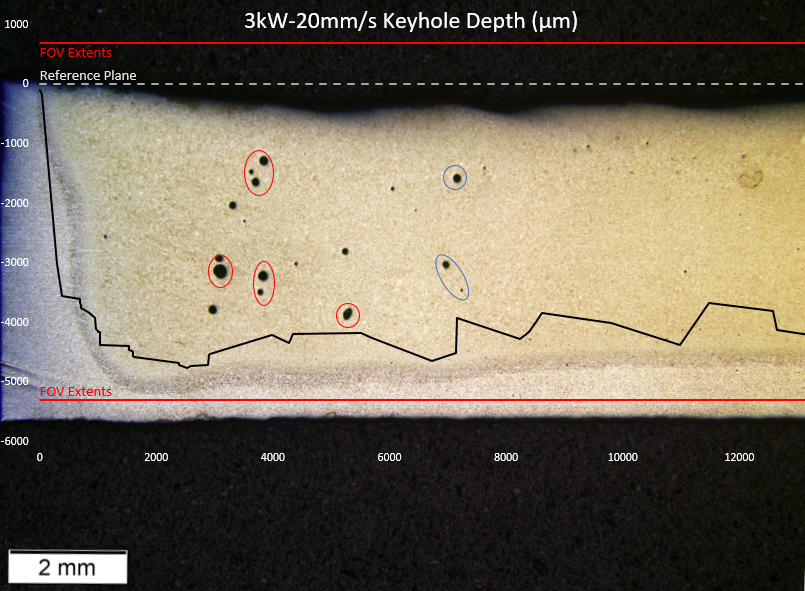 3kW-20mm/s Keyhole Depth (µm)
1000
FOV Extents
Reference Plane
0
-1000
-2000
-3000
-4000
-5000
FOV Extents
-6000
0 2000 4000 6000 8000 10000 12000
2 mm